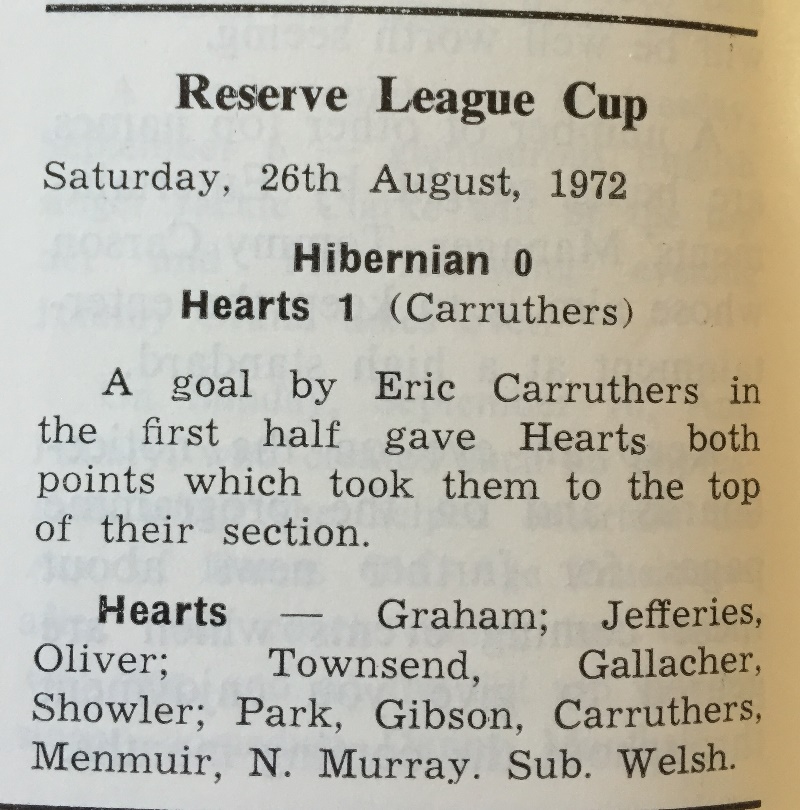 Reserve League Cup
Saturday, 26th August, 1972
Hibernian 0
Hearts 1 (Carruthers)
A goal by Eric Carruthers in
the first half gave Hearts both
points which took them to the top
of their section.
Hearts — Graham; Jefferies,
Oliver; Townsend, Gallacher,
Showler; Park, Gibson, Carruthers,
Menmuir, N. Murray. Sub. Welsh.